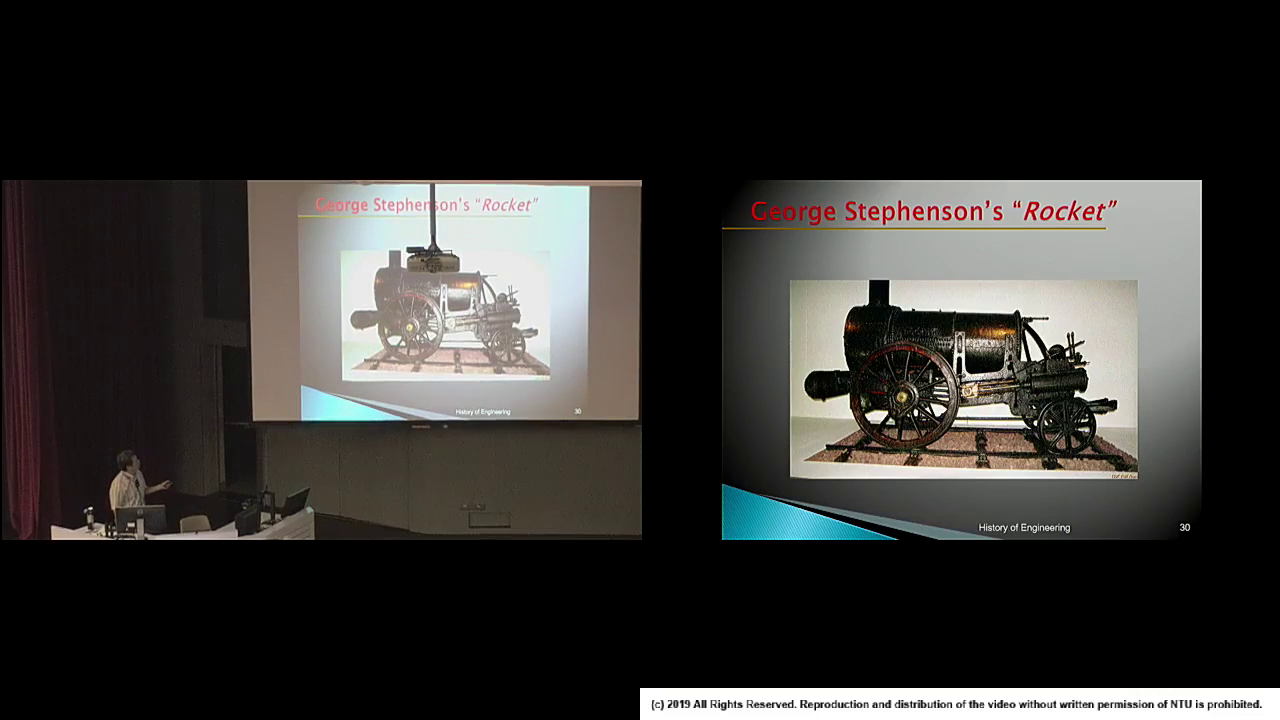 George Stephenson's "Rocket"
History of Engineering
30
George Stephenson's "Rocket"
History of Engineering
30
(c) 2019 All Rights Reserved. Reproduction and distribution of the video without written permission of NTU is prohibited.